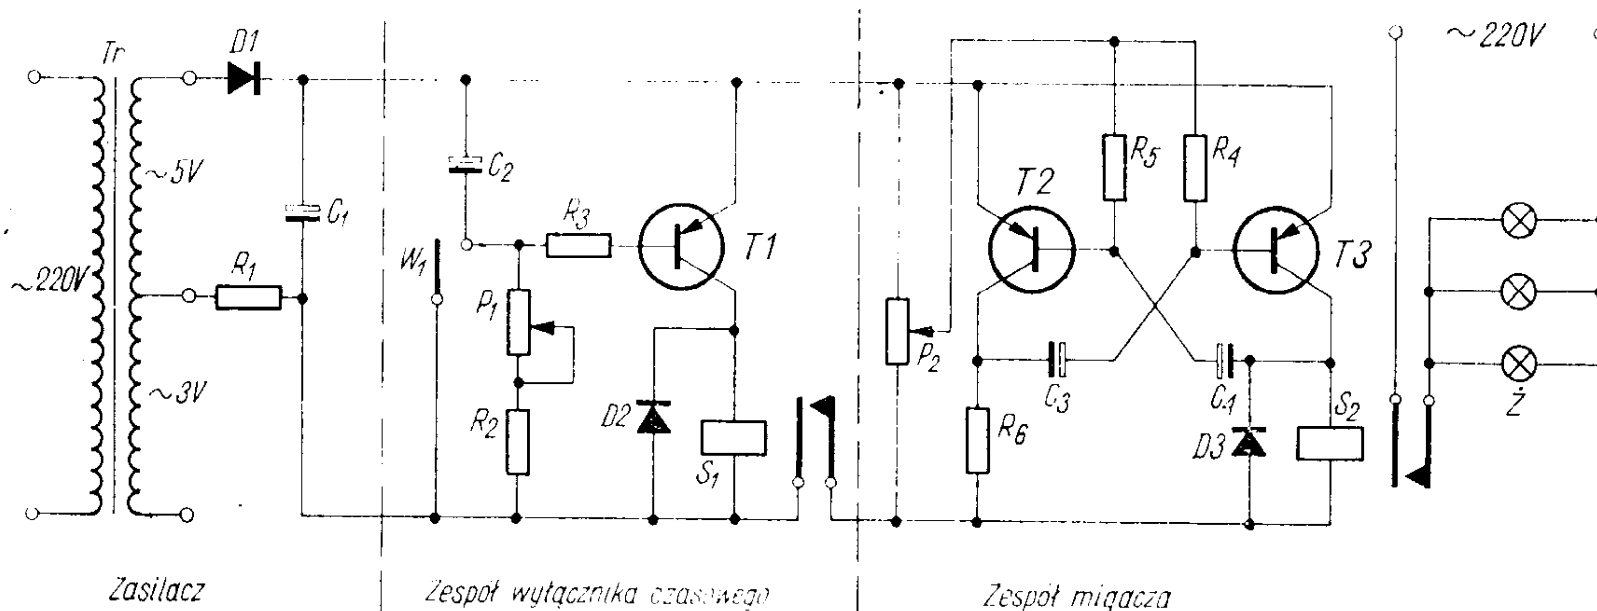 Tr
D1
~220V
~5V
~3V
R1
C1
C2
W1
R3
P1
R2
T1
D2
S1
P2
T2
R5
R4
T3
C3
C4
R6
D3
S2
~220V
Ż
Zasilacz
Zespół wyłącznika czasowego
Zespół migacza